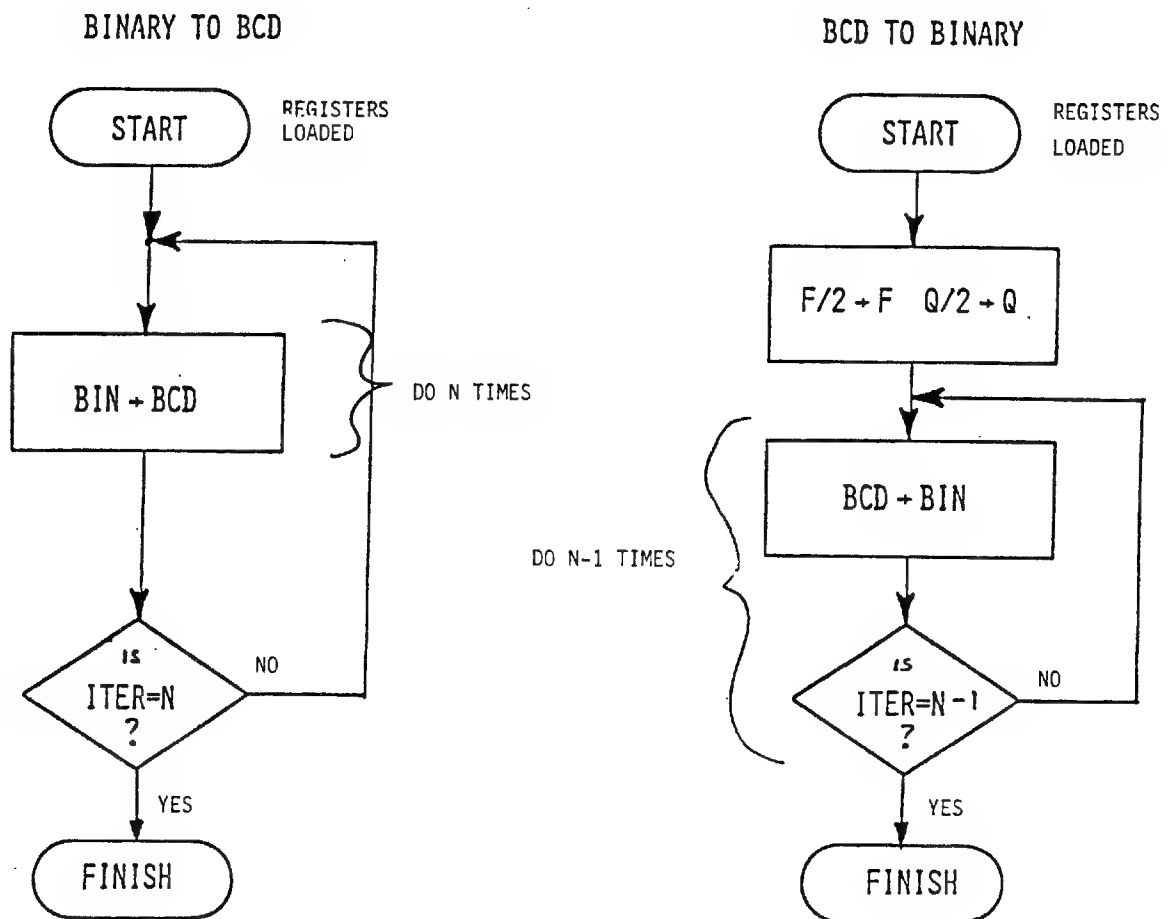 BINARY TO BCD
START
REGISTERS
LOADED
BIN → BCD
DO N TIMES
IS
ITER=N
?
NO
YES
FINISH
BCD TO BINARY
START
REGISTERS
LOADED
F/2 → F Q/2 → Q
BCD → BIN
DO N-1 TIMES
IS
ITER=N-1
?
NO
YES
FINISH